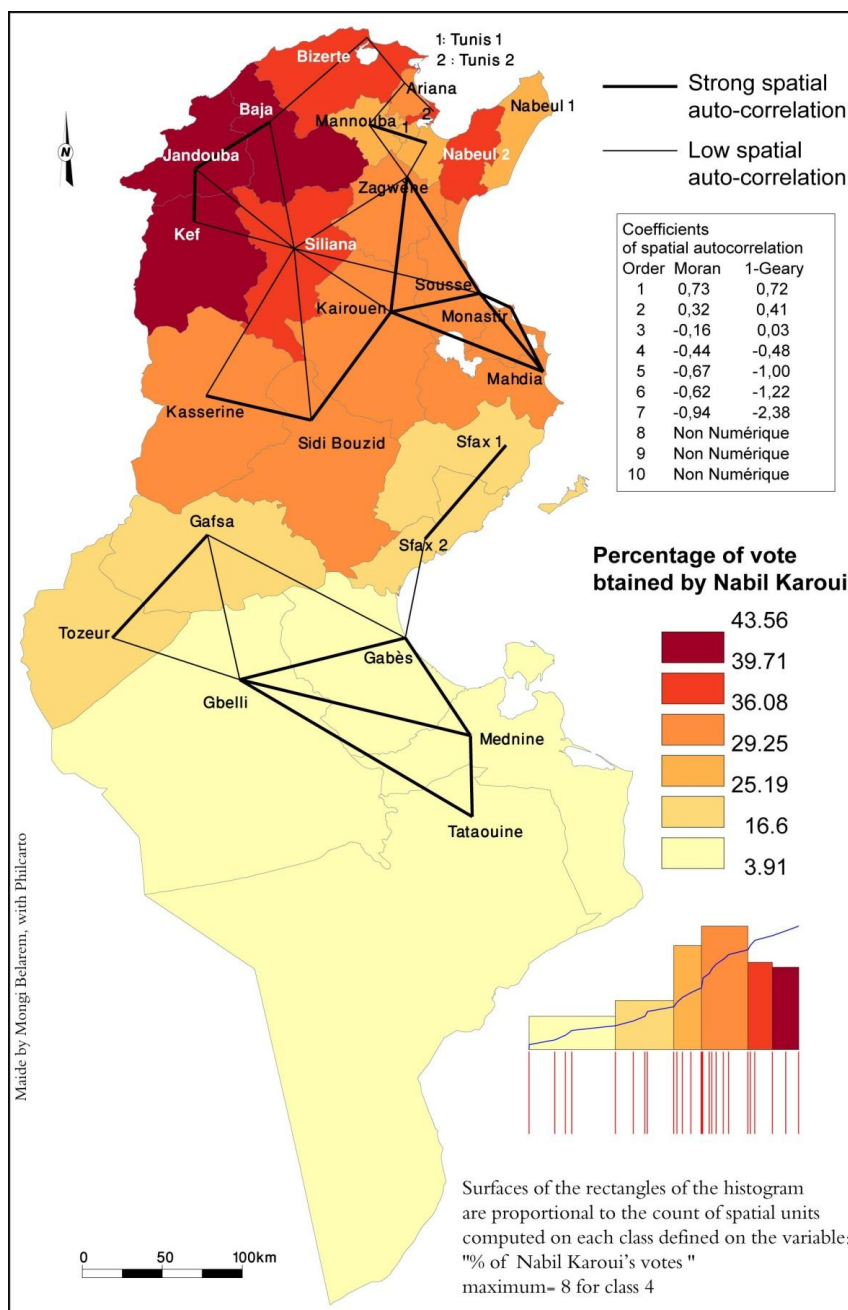 1: Tunis 1
2 : Tunis 2
Bizerte
Ariana
Baja
Mannouba 1
2
Nabeul 1
Jandouba
Nabeul 2
Zagwene
Kef
Siliana
Sousse
Kairouen
Monastir
Mahdia
Kasserine
Sidi Bouzid
Sfax 1
Gafsa
Sfax 2
Tozeur
Gabès
Gbelli
Mednine
Tataouine
N
Strong spatial
auto-correlation
Low spatial
auto-correlation
Coefficients
of spatial autocorrelation
Order Moran 1-Geary
1 0,73 0,72
2 0,32 0,41
3 -0,16 0,03
4 -0,44 -0,48
5 -0,67 -1,00
6 -0,62 -1,22
7 -0,94 -2,38
8 Non Numérique
9 Non Numérique
10 Non Numérique
Percentage of vote
btained by Nabil Karoui
43.56
39.71
36.08
29.25
25.19
16.6
3.91
Maide by Mongi Belarem, with Philcarto
Surfaces of the rectangles of the histogram
are proportional to the count of spatial units
computed on each class defined on the variable:
"% of Nabil Karoui's votes "
maximum= 8 for class 4
0 50 100km